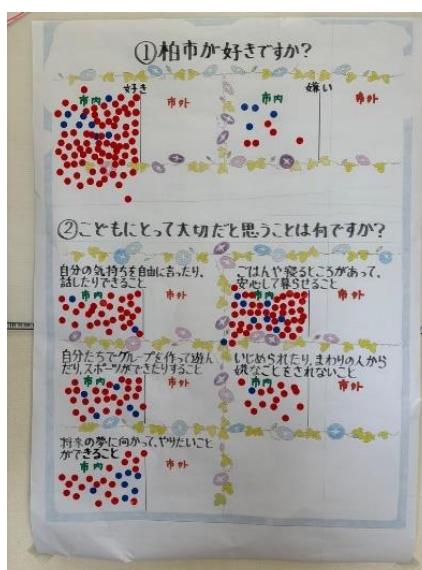 ①柏市が好きですか?
好き
嫌い
市内
市外
市内
市外
②こどもにとって大切だと思うことは何ですか?
自分の気持ちを自由に言ったり、
話したりできること
市内
市外
ごはんや寝るところがあって、
安心して暮らせること
市内
市外
自分たちでグループを作って遊ん
だり、スポーツができたりすること
市内
市外
いじめられたり、まわりの人から
嫌なことをされないこと
市内
市外
将来の夢に向かって、やりたいこと
ができること
市内
市外